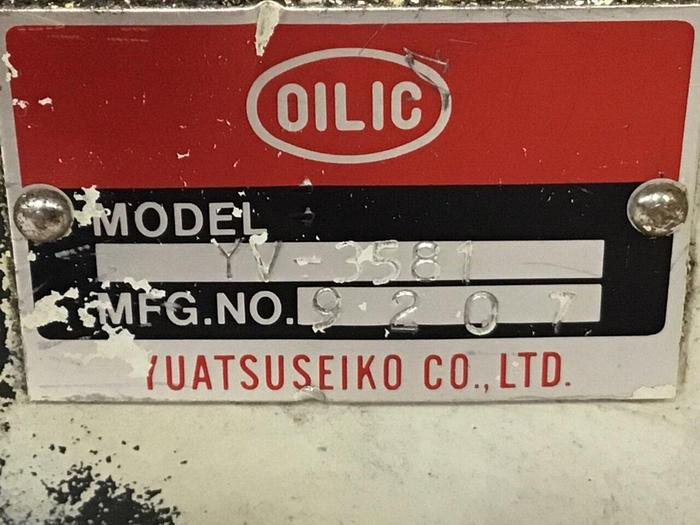 OILIC
MODEL
YV-3581
MFG.NO. 9207
YUATSUSEIKO CO., LTD.